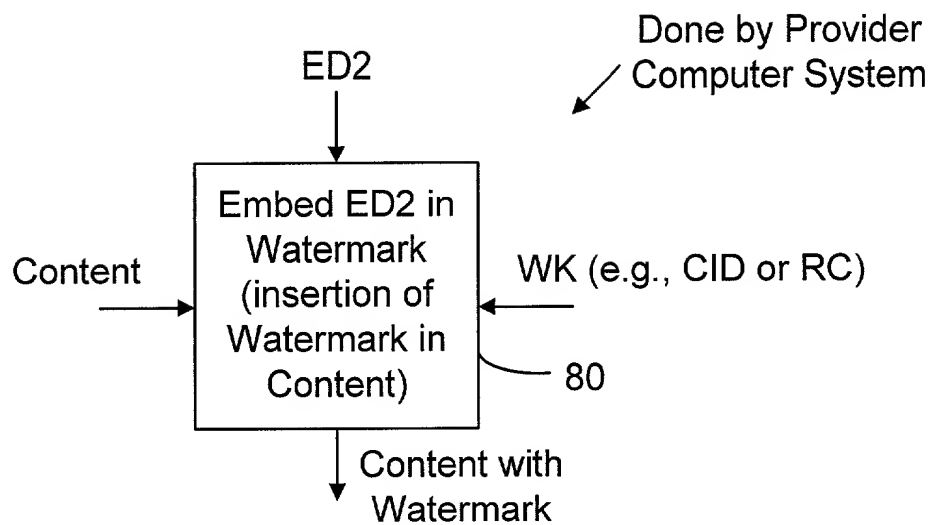 Done by Provider
Computer System
ED2
Embed ED2 in
Watermark
(insertion of
Watermark in
Content)
Content
WK (e.g., CID or RC)
80
Content with
Watermark